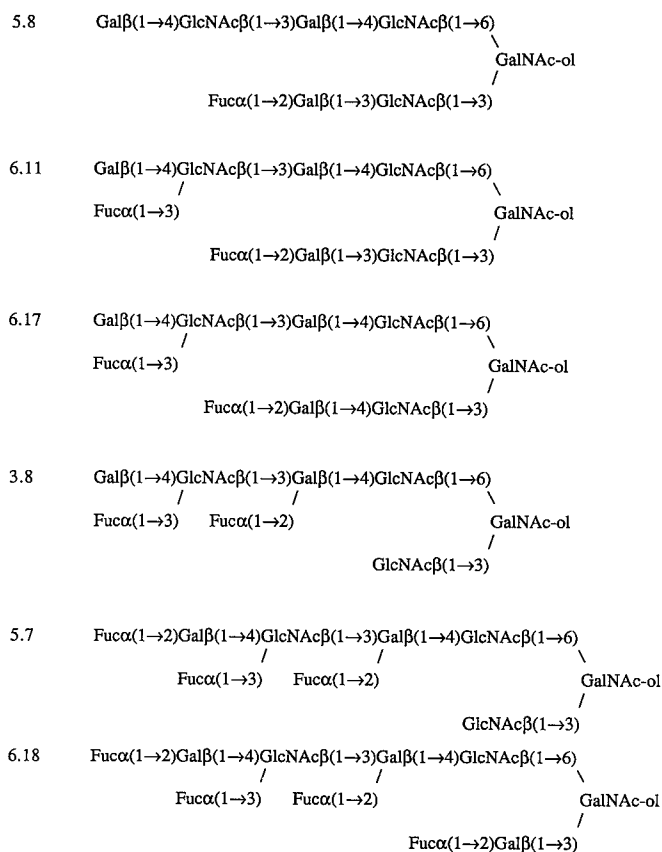 5.8 Galβ(1→4)GlcNAcβ(1→3)Galβ(1→4)GlcNAcβ(1→6)
\
GalNAc-ol
/
Fucα(1→2)Galβ(1→3)GlcNAcβ(1→3)
6.11 Galβ(1→4)GlcNAcβ(1→3)Galβ(1→4)GlcNAcβ(1→6)
/ \
Fucα(1→3) GalNAc-ol
/
Fucα(1→2)Galβ(1→3)GlcNAcβ(1→3)
6.17 Galβ(1→4)GlcNAcβ(1→3)Galβ(1→4)GlcNAcβ(1→6)
/ \
Fucα(1→3) GalNAc-ol
/
Fucα(1→2)Galβ(1→4)GlcNAcβ(1→3)
3.8 Galβ(1→4)GlcNAcβ(1→3)Galβ(1→4)GlcNAcβ(1→6)
/ / \
Fucα(1→3) Fucα(1→2) GalNAc-ol
/
GlcNAcβ(1→3)
5.7 Fucα(1→2)Galβ(1→4)GlcNAcβ(1→3)Galβ(1→4)GlcNAcβ(1→6)
/ / \
Fucα(1→3) Fucα(1→2) GalNAc-ol
/
GlcNAcβ(1→3)
6.18 Fucα(1→2)Galβ(1→4)GlcNAcβ(1→3)Galβ(1→4)GlcNAcβ(1→6)
/ / \
Fucα(1→3) Fucα(1→2) GalNAc-ol
/
Fucα(1→2)Galβ(1→3)